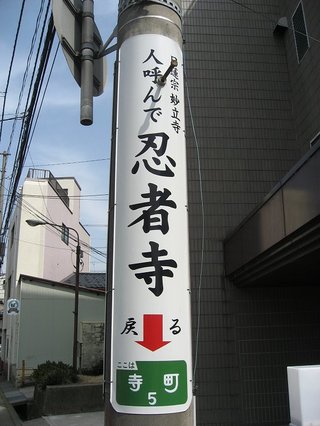 日蓮宗 妙立寺
人呼んで
忍者寺
戻る
ここは
寺町
5